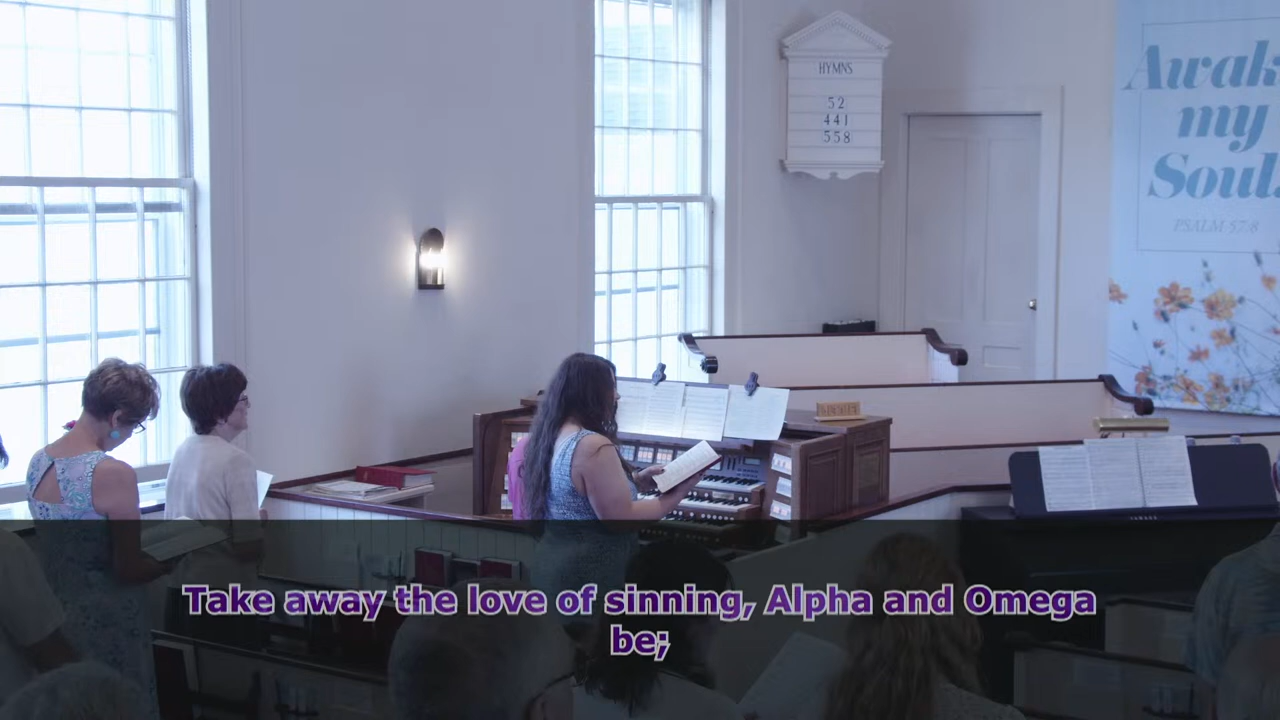 HYMNS
52
441
558
Awak
my
Soul
PSALM 57:8
YAMAHA
Take away the love of sinning, Alpha and Omega
be;